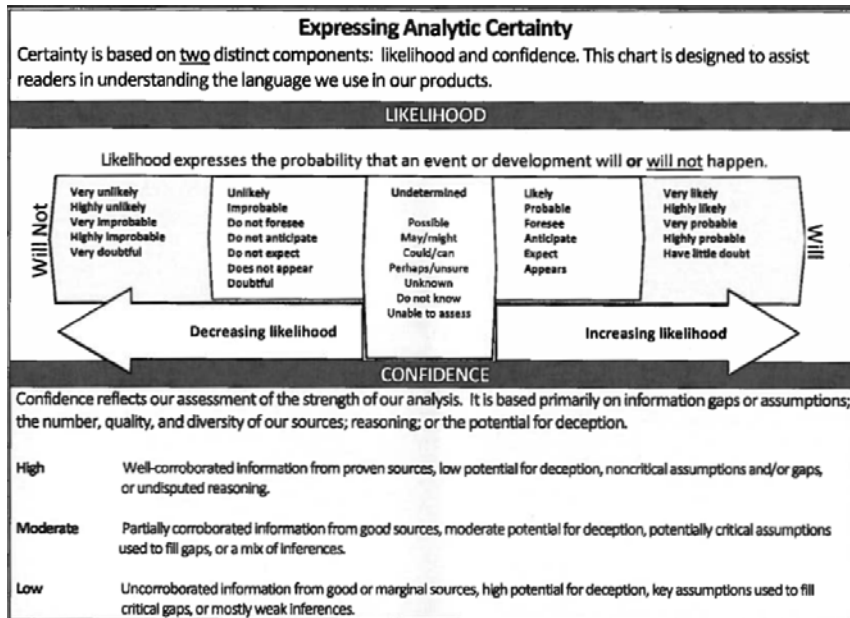 Expressing Analytic Certainty
Certainty is based on two distinct components: likelihood and confidence. This chart is designed to assist
readers in understanding the language we use in our products.
LIKELIHOOD
Likelihood expresses the probability that an event or development will or will not happen.
Will Not
Very unlikely
Highly unlikely
Very improbable
Highly improbable
Very doubtful
Unlikely
Improbable
Do not foresee
Do not anticipate
Do not expect
Does not appear
Doubtful
Undetermined
Possible
May/might
Could/can
Perhaps/unsure
Unknown
Do not know
Unable to assess
Likely
Probable
Foresee
Anticipate
Expect
Appears
Very likely
Highly likely
Very probable
Highly probable
Have little doubt
Will
Decreasing likelihood
Increasing likelihood
CONFIDENCE
Confidence reflects our assessment of the strength of our analysis. It is based primarily on information gaps or assumptions;
the number, quality, and diversity of our sources; reasoning; or the potential for deception.
High
Well-corroborated information from proven sources, low potential for deception, noncritical assumptions and/or gaps,
or undisputed reasoning.
Moderate
Partially corroborated information from good sources, moderate potential for deception, potentially critical assumptions
used to fill gaps, or a mix of inferences.
Low
Uncorroborated information from good or marginal sources, high potential for deception, key assumptions used to fill
critical gaps, or mostly weak inferences.